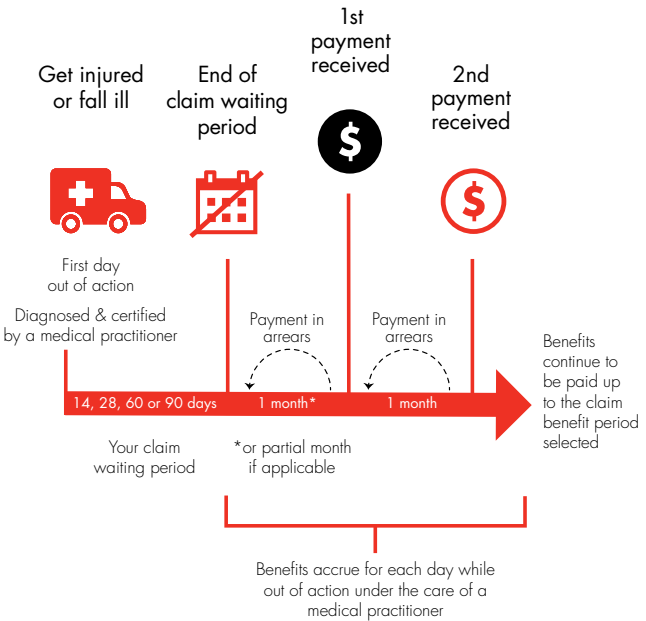 Get injured
or fall ill
End of
claim waiting
period
1st
payment
received
2nd
payment
received
$
$
First day
out of action
Diagnosed & certified
by a medical practitioner
Payment in
arrears
Payment in
arrears
14, 28, 60 or 90 days
1 month*
1 month
Benefits
continue to
be paid up
to the claim
benefit period
selected
Your claim
waiting period
*or partial month
if applicable
Benefits accrue for each day while
out of action under the care of a
medical practitioner